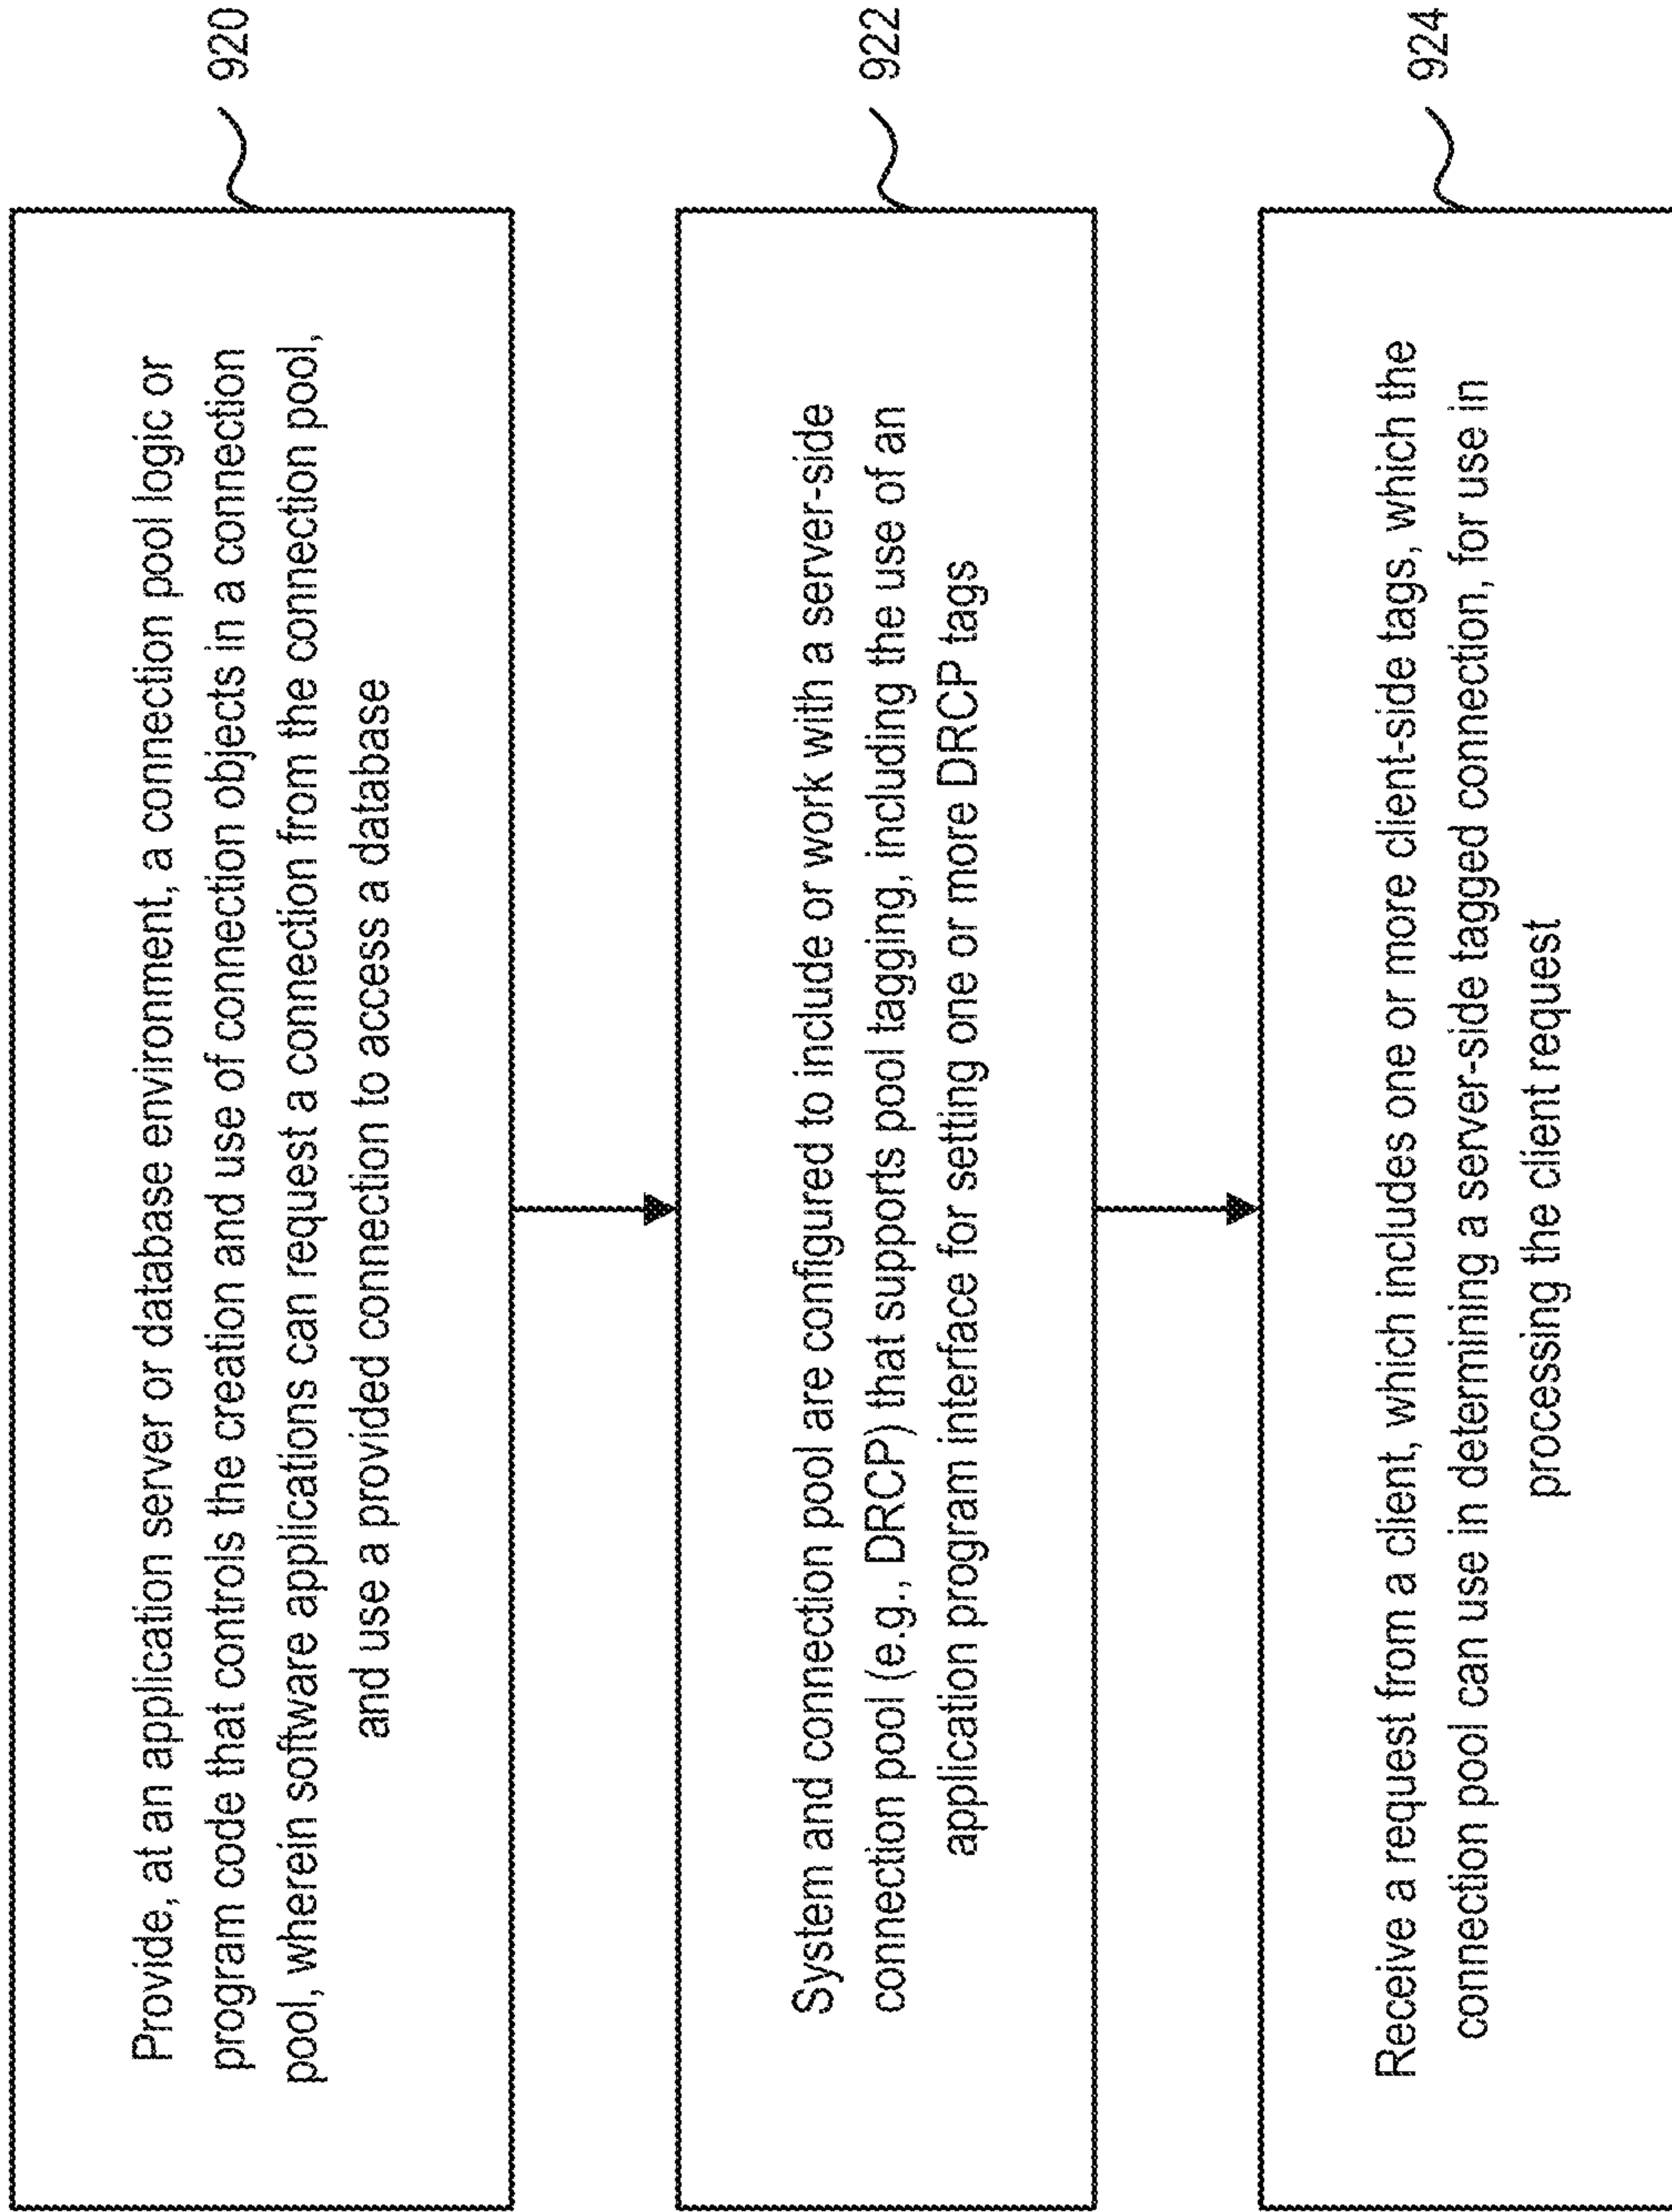 Provide, at an application server or database environment, a connection pool logic or
program code that controls the creation and use of connection objects in a connection
pool, wherein software applications can request a connection from the connection pool,
and use a provided connection to access a database
920
System and connection pool are configured to include or work with a server-side
connection pool (e.g., DRCP) that supports pool tagging, including the use of an
application program interface for setting one or more DRCP tags
922
Receive a request from a client, which includes one or more client-side tags, which the
connection pool can use in determining a server-side tagged connection, for use in
processing the client request
924